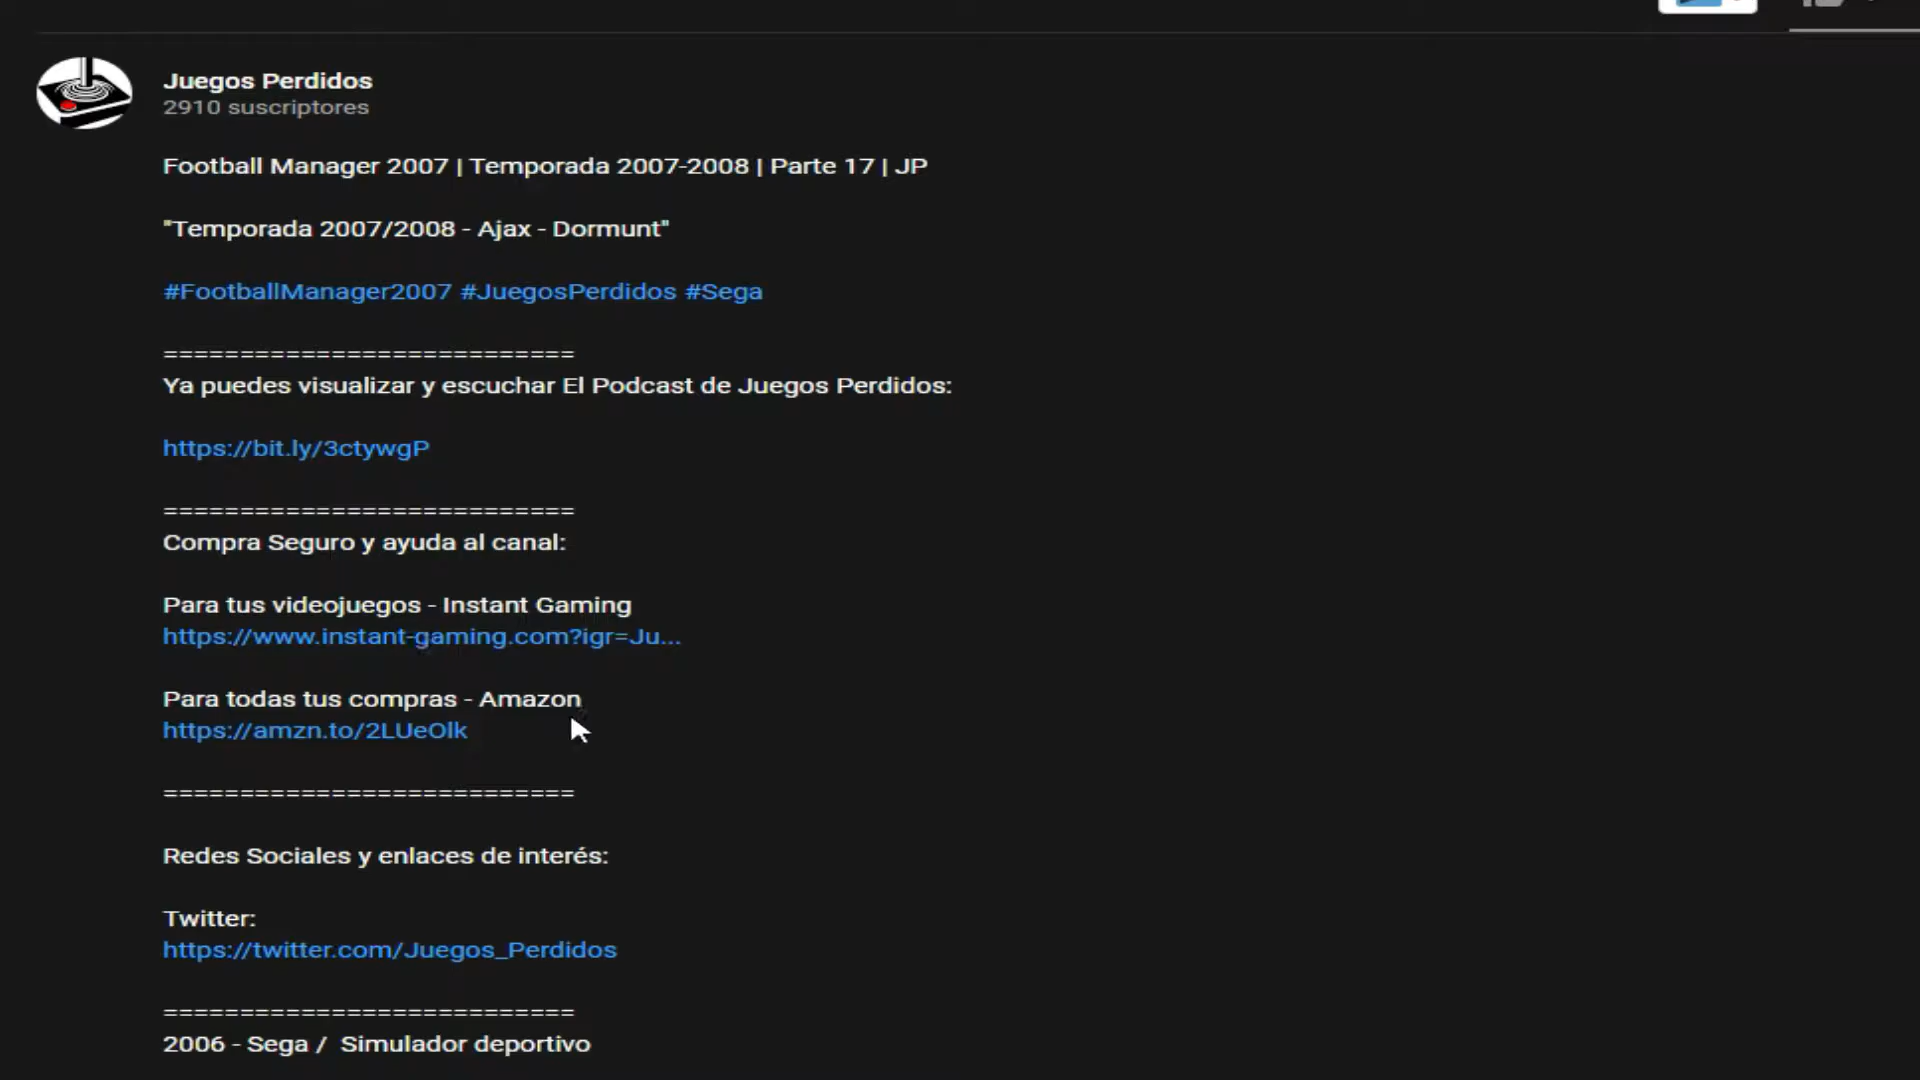 Juegos Perdidos
2910 suscriptores
Football Manager 2007 | Temporada 2007-2008 | Parte 17 | JP
"Temporada 2007/2008 - Ajax - Dormunt"
#FootballManager2007 #JuegosPerdidos #Sega
===========================
Ya puedes visualizar y escuchar El Podcast de Juegos Perdidos:
https://bit.ly/3ctywgP
===========================
Compra Seguro y ayuda al canal:
Para tus videojuegos - Instant Gaming
https://www.instant-gaming.com?igr=Ju...
Para todas tus compras - Amazon
https://amzn.to/2LUeOlk
===========================
Redes Sociales y enlaces de interés:
Twitter:
https://twitter.com/Juegos_Perdidos
===========================
2006 - Sega /  Simulador deportivo